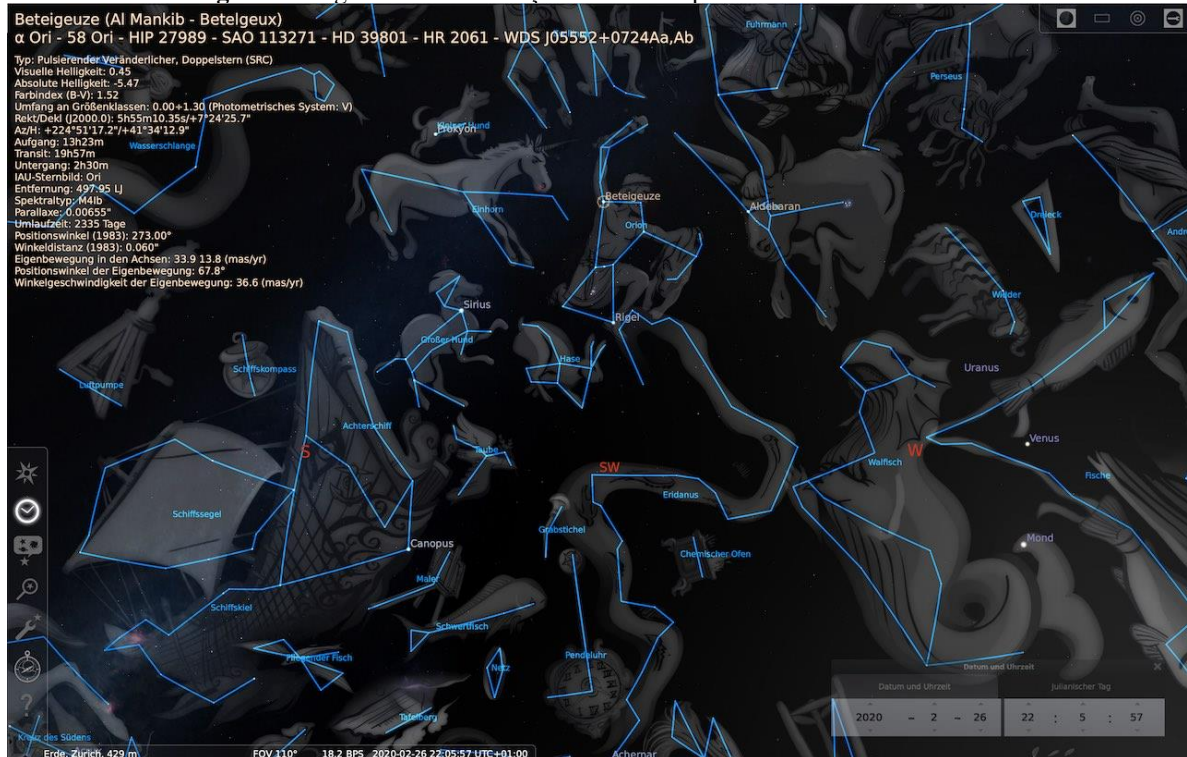 Beteigeuze (Al Mankib - Betelgeux)
α Ori - 58 Ori - HIP 27989 - SAO 113271 - HD 39801 - HR 2061 - WDS J05552+0724Aa,Ab
Typ: Pulsierender Veränderlicher, Doppelstern (SRC)
Visuelle Helligkeit: 0.45
Absolute Helligkeit: -5.47
Farbindex (B-V): 1.52
Umfang an Größenklassen: 0.00÷1.30 (Photometrisches System: V)
Rekt/Dekl (J2000.0): 5h55m10.35s/+7°24'25.7"
Az/H: +224°51'17.2"/+41°34'12.9"
Aufgang: 13h23m
Transit: 19h57m
Untergang: 2h30m
IAU-Sternbild: Ori
Entfernung: 497.95 LJ
Spektraltyp: M4Ib
Parallaxe: 0.00655"
Umlaufzeit: 2335 Tage
Positionswinkel (1983): 273.00°
Winkeldistanz (1983): 0.060"
Eigenbewegung in den Achsen: 33.9 13.8 (mas/yr)
Positionswinkel der Eigenbewegung: 67.8°
Winkelgeschwindigkeit der Eigenbewegung: 36.6 (mas/yr)
Fuhrmann
Perseus
Kleiner Hund
Prokyon
Wasserschlange
Beteigeuze
Einhorn
Orion
Aldebaran
Dreieck
Widder
Sirius
Rigel
Großer Hund
Hase
Schiffskompass
Luftpumpe
Uranus
Achterschiff
Venus
S
Taube
SW
W
Walfisch
Fische
Eridanus
Schiffssegel
Grabstichel
Canopus
Chemischer Ofen
Mond
Maler
Schiffskiel
Schwertfisch
Fliegender Fisch
Pendeluhr
Netz
Tafelberg
Kreuz des Südens
Achernar
Datum und Uhrzeit
Datum und Uhrzeit
Julianischer Tag
2020 - 2 - 26 22 : 5 : 57
Erde, Zürich, 429 m FOV 110° 18.2 BPS 2020-02-26 22:05:57 UTC+01:00